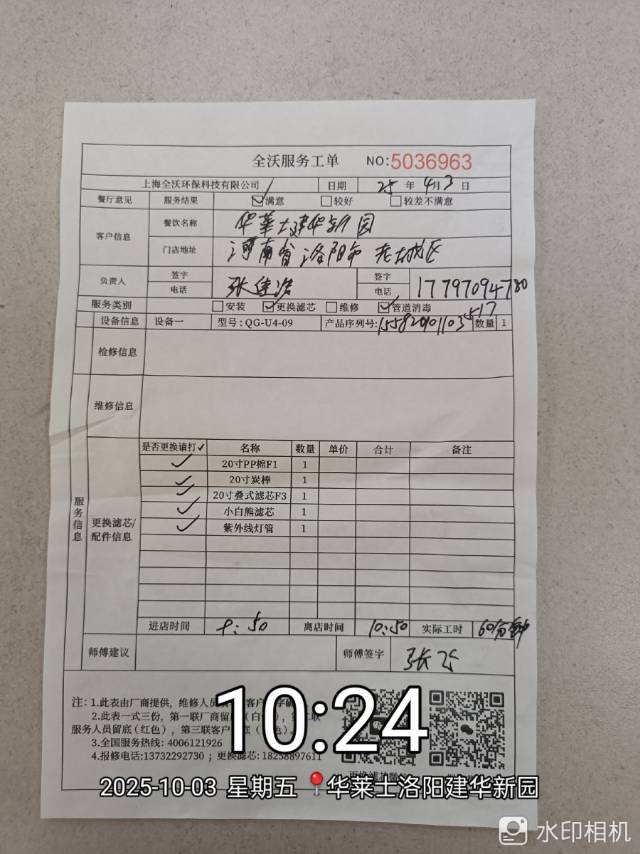 全沃服务工单 NO:5036963
上海全沃环保科技有限公司 日期 25 年 4月3 日
餐厅意见 服务结果 ☑满意 □较好 □较差不满意
客户信息 餐饮名称 华莱士建华新园
门店地址 河南省洛阳市老城区
负责人 签字 签字
电话 张 电话 17797094780
服务类别 □安装 ☑更换滤芯 □维修 ☑管道消毒
设备信息 设备一 型号:QG-U4-09 产品序列号: 数量 1
检修信息
维修信息
服务信息
更换滤芯/配件信息
是否更换请打✓ 名称 数量 单价 合计 备注
✓ 20寸PP棉F1 1
✓ 20寸炭棒 1
✓ 20寸叠式滤芯F3 1
✓ 小白熊滤芯 1
✓ 紫外线灯管 1
进店时间 9:50 离店时间 10:50 实际工时 60分钟
师傅建议 师傅签字 张
注: 1.此表由厂商提供, 维修人
2.此表一式三份, 第一联厂商留
服务人员留底(红色), 第三联客户
3.全国服务热线: 4006121926
4.报修电话:13732292730; 更换滤芯: 18258897611
10:24
2025-10-03 星期五 📍华莱士洛阳建华新园
水印相机